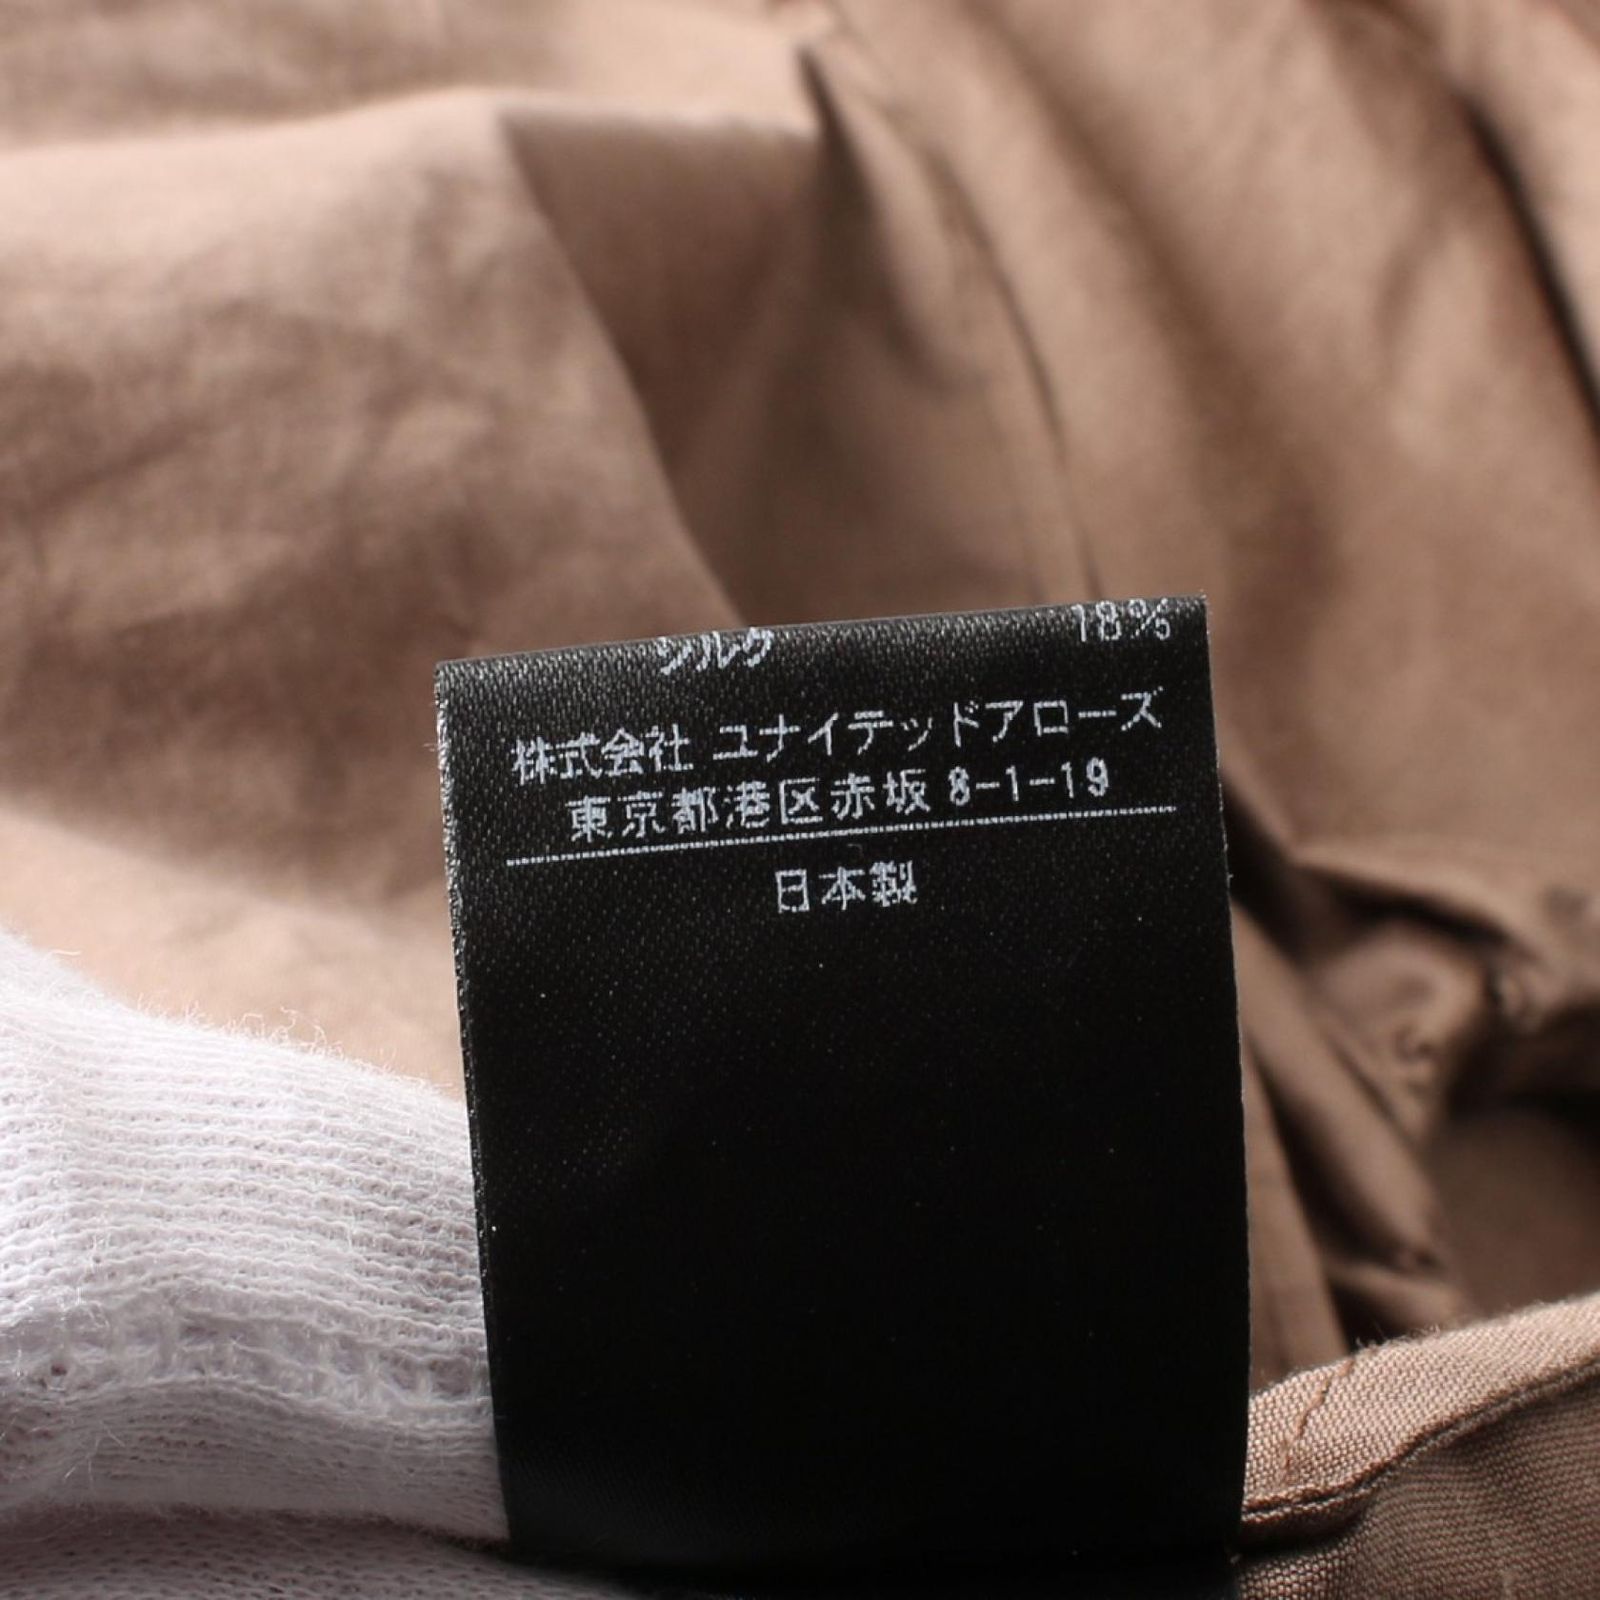 シルク 18%
株式会社 ユナイテッドアローズ
東京都港区赤坂 8-1-19
日本製